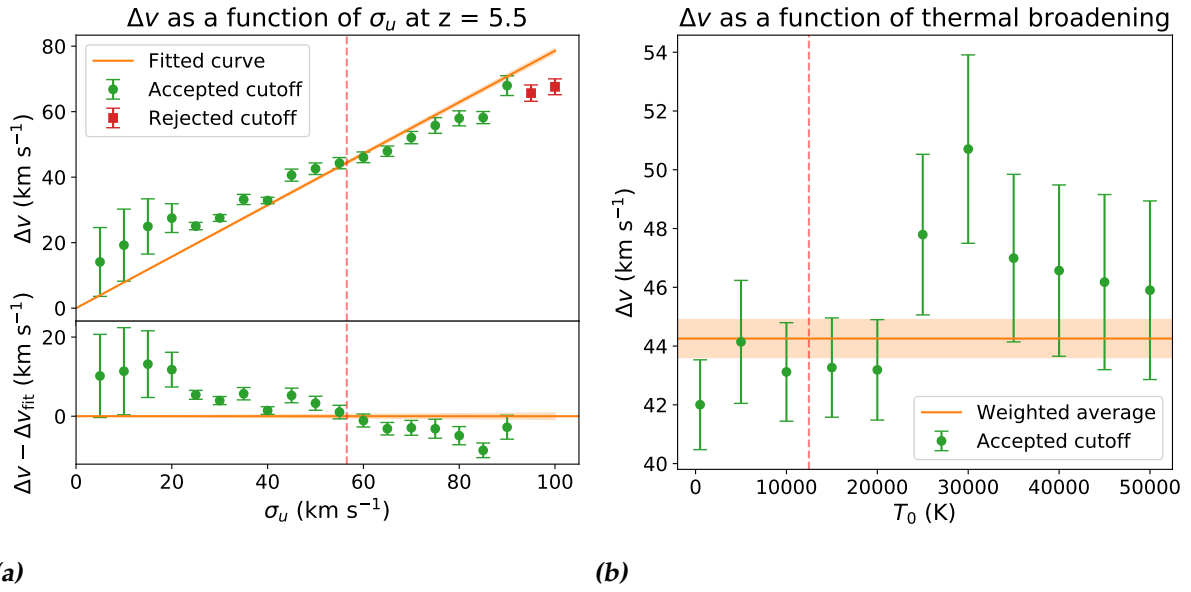 Δv as a function of σ_u at z = 5.5
Fitted curve
Accepted cutoff
Rejected cutoff
Δv (km s⁻¹)
80
60
40
20
0
Δv − Δv_fit (km s⁻¹)
20
0
0 20 40 60 80 100
σ_u (km s⁻¹)
(a)
Δv as a function of thermal broadening
Δv (km s⁻¹)
54
52
50
48
46
44
42
40
Weighted average
Accepted cutoff
0 10000 20000 30000 40000 50000
T_0 (K)
(b)